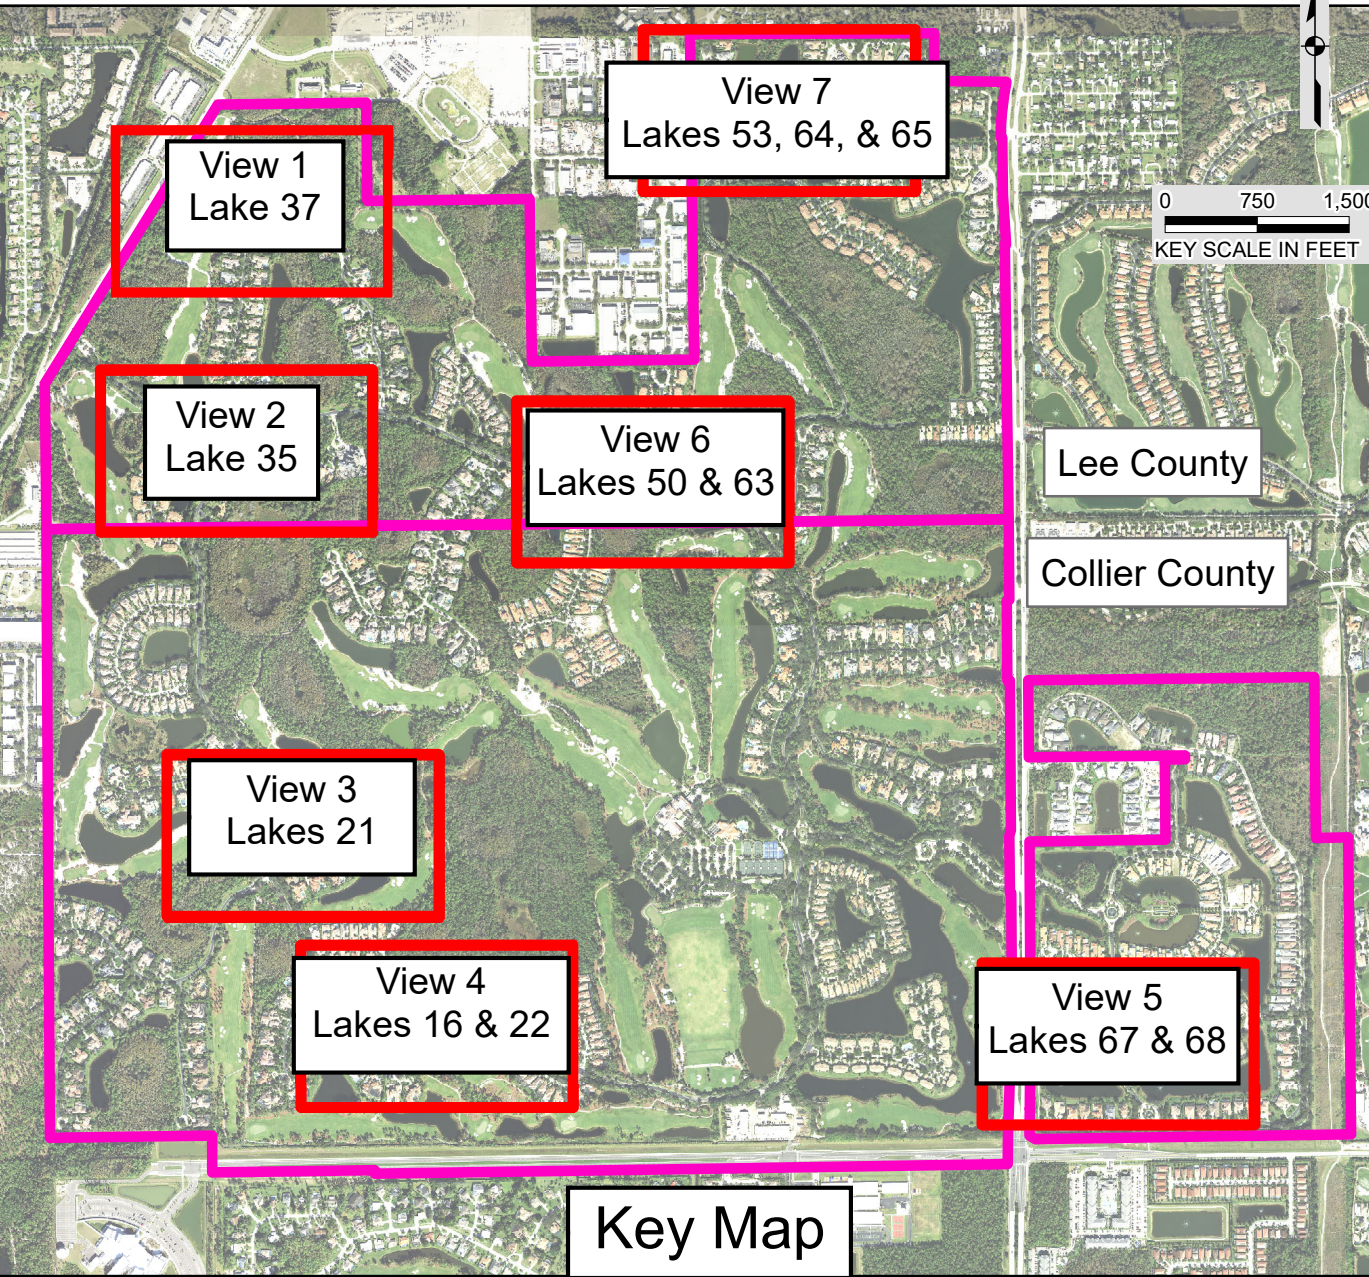 View 7
Lakes 53, 64, & 65
View 1
Lake 37
0 750 1,500
KEY SCALE IN FEET
View 2
Lake 35
View 6
Lakes 50 & 63
Lee County
Collier County
View 3
Lakes 21
View 4
Lakes 16 & 22
View 5
Lakes 67 & 68
Key Map